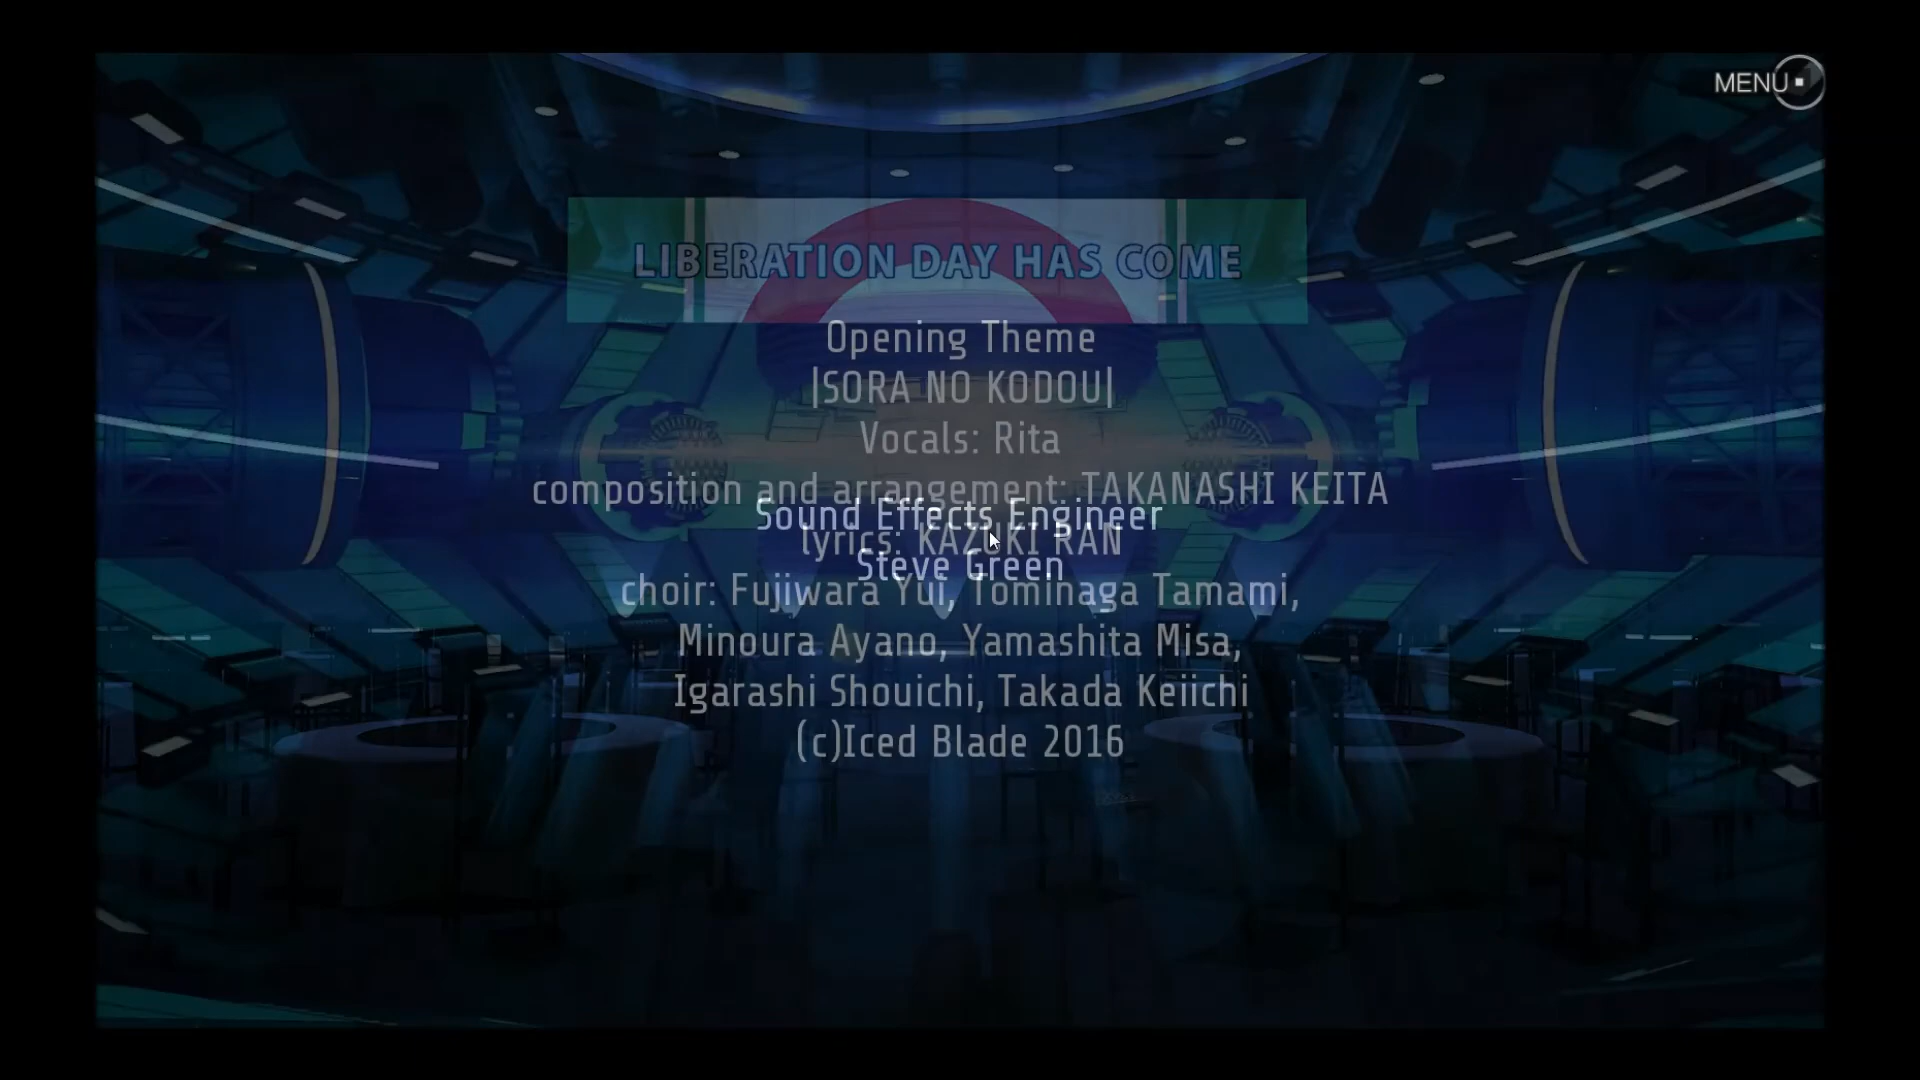 MENU
LIBERATION DAY HAS COME
Opening Theme
|SORA NO KODOU|
Vocals: Rita
composition and arrangement: TAKANASHI KEITA
Sound Effects Engineer
lyrics: KAZUKI RAN
Steve Green
choir: Fujiwara Yui, Tominaga Tamami,
Minoura Ayano, Yamashita Misa,
Igarashi Shouichi, Takada Keiichi
(c)Iced Blade 2016